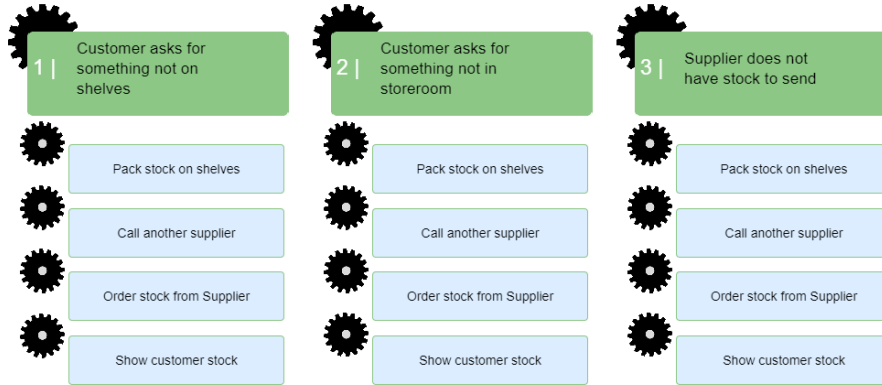 1 |
Customer asks for
something not on
shelves
Pack stock on shelves
Call another supplier
Order stock from Supplier
Show customer stock
2 |
Customer asks for
something not in
storeroom
Pack stock on shelves
Call another supplier
Order stock from Supplier
Show customer stock
3 |
Supplier does not
have stock to send
Pack stock on shelves
Call another supplier
Order stock from Supplier
Show customer stock